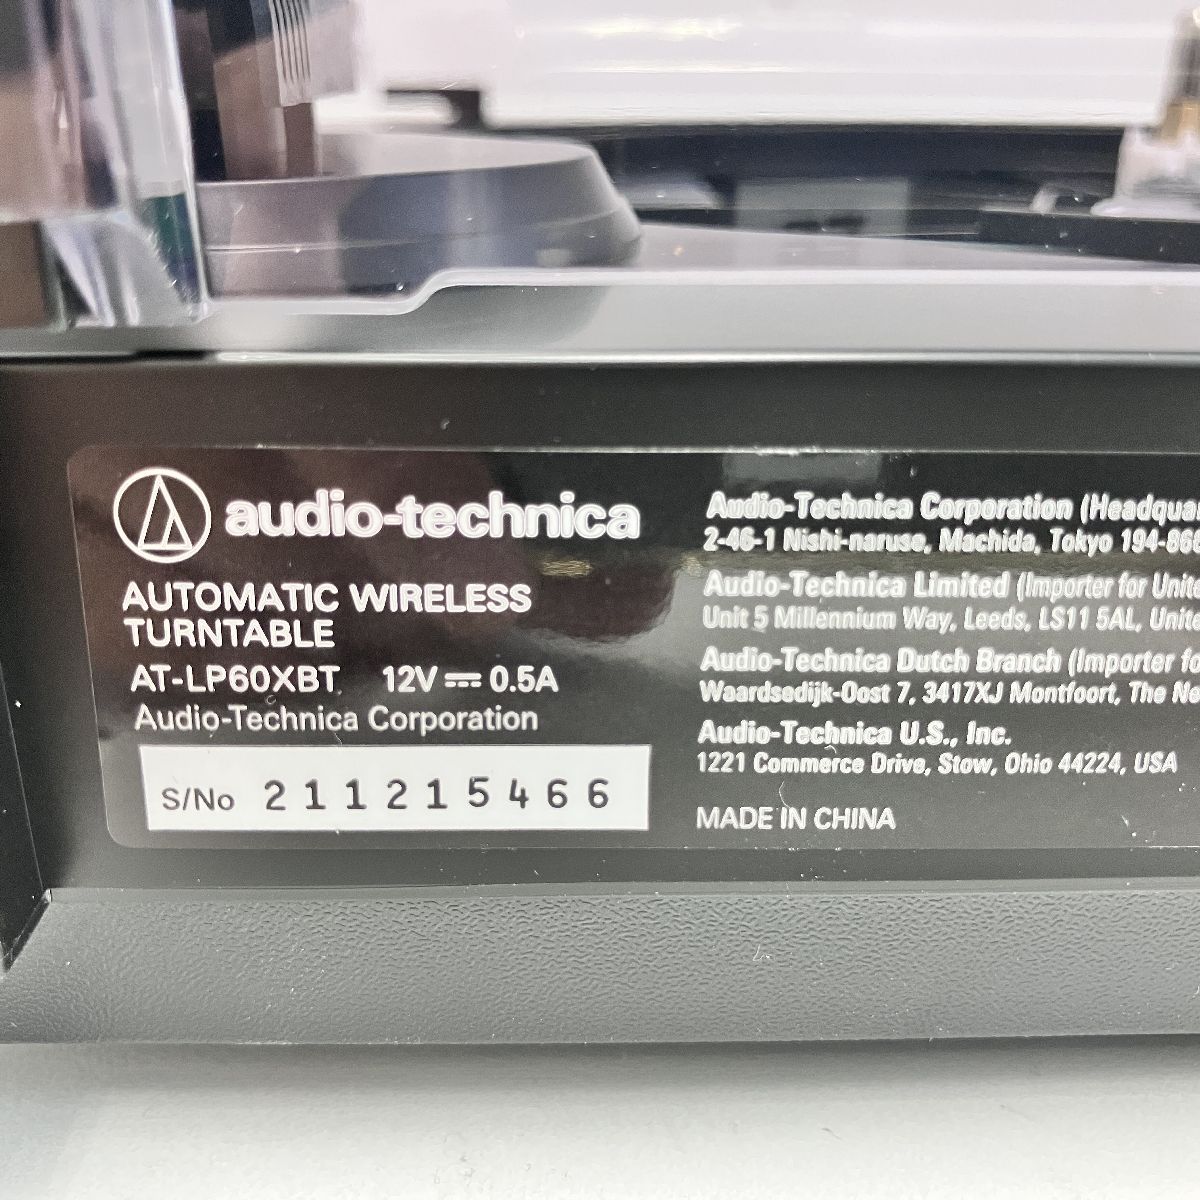 audio-technica
AUTOMATIC WIRELESS
TURNTABLE
AT-LP60XBT 12V ⎓ 0.5A
Audio-Technica Corporation
S/No 211215466
Audio-Technica Corporation
2-46-1 Nishi-naruse, Machida, Tokyo
Audio-Technica Limited (Importer for
Unit 5 Millennium Way, Leeds, LS11 5AL,
Audio-Technica Dutch Branch (Importer
Waardsedijk-Oost 7, 3417XJ Montfoort, The
Audio-Technica U.S., Inc.
1221 Commerce Drive, Stow, Ohio 44224, USA
MADE IN CHINA